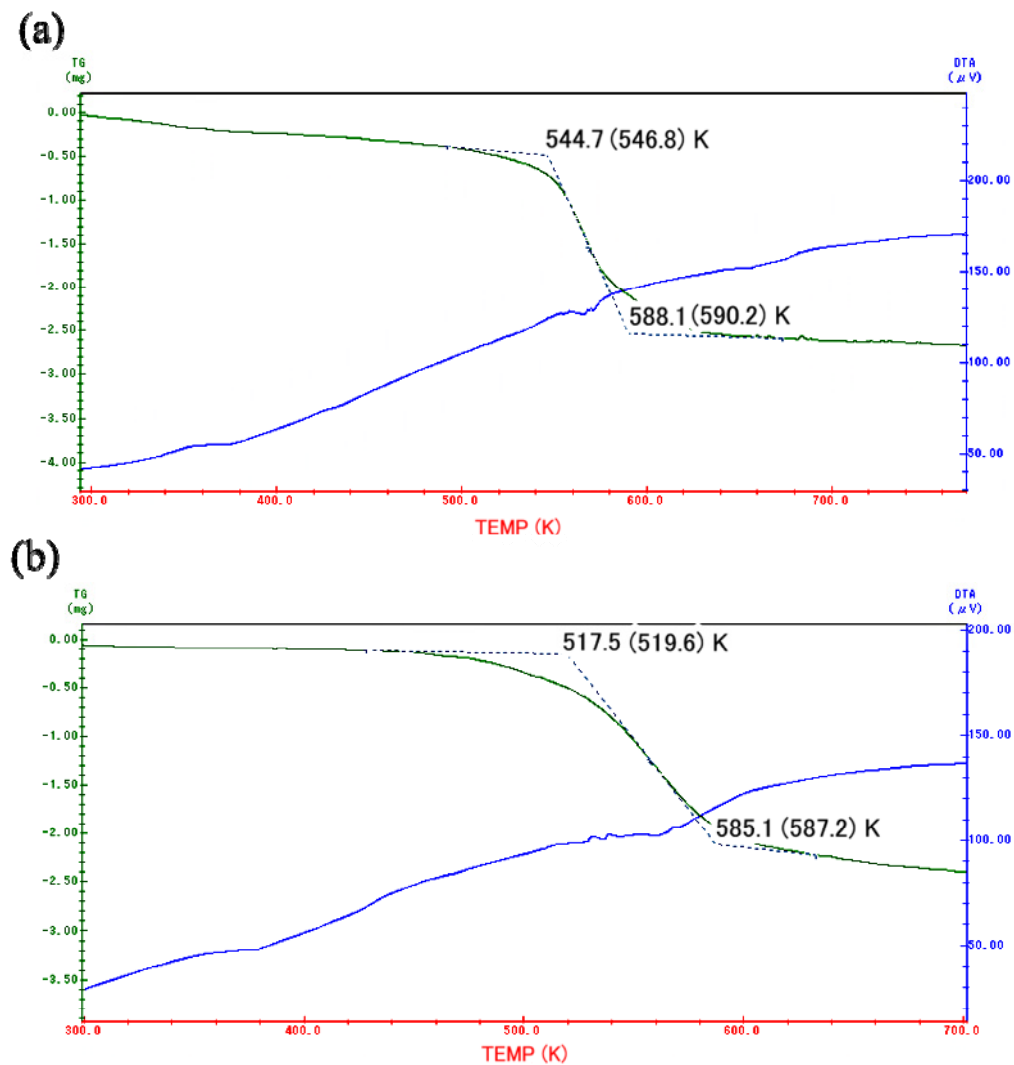 (a)
TG
(mg)
DTA
(μV)
0.00
-0.50
-1.00
-1.50
-2.00
-2.50
-3.00
-3.50
-4.00
200.00
150.00
100.00
50.00
544.7 (546.8) K
588.1 (590.2) K
300.0 400.0 500.0 600.0 700.0
TEMP (K)
(b)
TG
(mg)
DTA
(μV)
0.00
-0.50
-1.00
-1.50
-2.00
-2.50
-3.00
-3.50
200.00
150.00
100.00
50.00
517.5 (519.6) K
585.1 (587.2) K
300.0 400.0 500.0 600.0 700.0
TEMP (K)